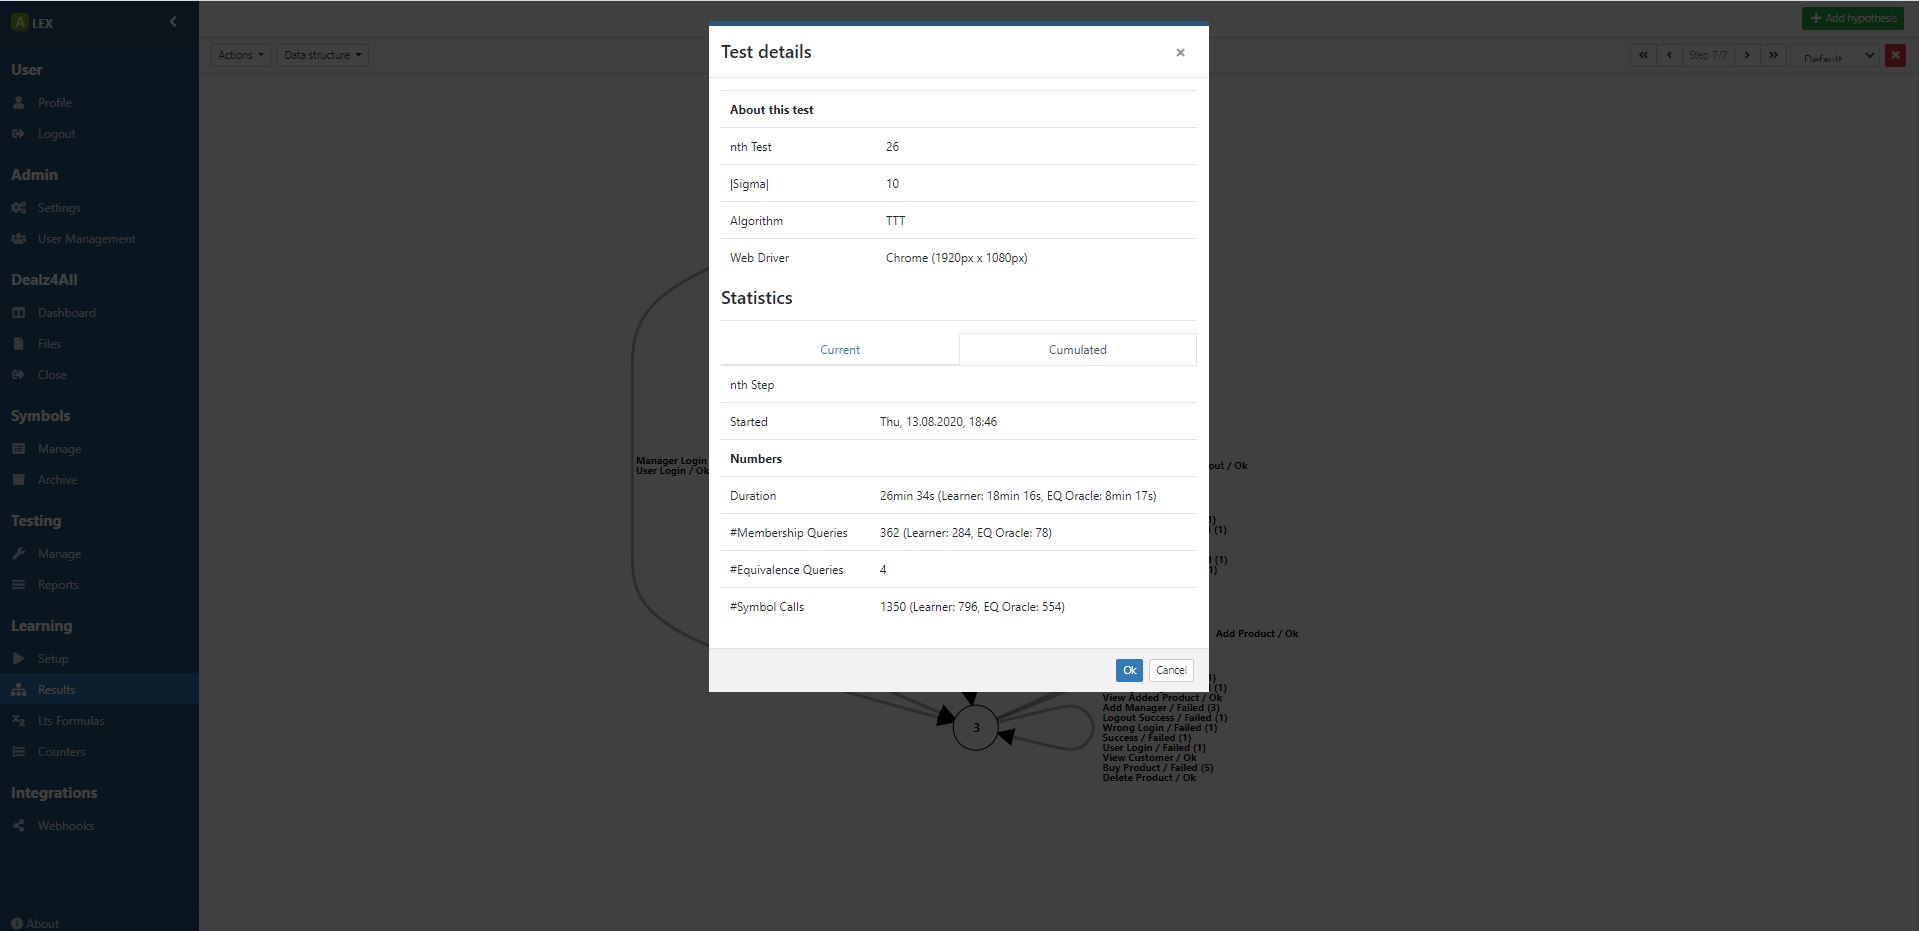 A LEX
User
Profile
Logout
Admin
Settings
User Management
Dealz4All
Dashboard
Files
Close
Symbols
Manage
Archive
Testing
Manage
Reports
Learning
Setup
Results
Lts Formulas
Counters
Integrations
Webhooks
About
Add hypothesis
Actions
Data structure
Step 7/7
Default
Manager Login
User Login / Ok
out / Ok
(1)
(1)
Add Product / Ok
(1)
View Added Product / Ok
Add Manager / Failed (3)
Logout Success / Failed (1)
Wrong Login / Failed (1)
Success / Failed (1)
User Login / Failed (1)
View Customer / Ok
Buy Product / Failed (5)
Delete Product / Ok
3
Test details
×
About this test
nth Test 26
|Sigma| 10
Algorithm TTT
Web Driver Chrome (1920px x 1080px)
Statistics
Current Cumulated
nth Step
Started Thu, 13.08.2020, 18:46
Numbers
Duration 26min 34s (Learner: 18min 16s, EQ Oracle: 8min 17s)
#Membership Queries 362 (Learner: 284, EQ Oracle: 78)
#Equivalence Queries 4
#Symbol Calls 1350 (Learner: 796, EQ Oracle: 554)
Ok Cancel